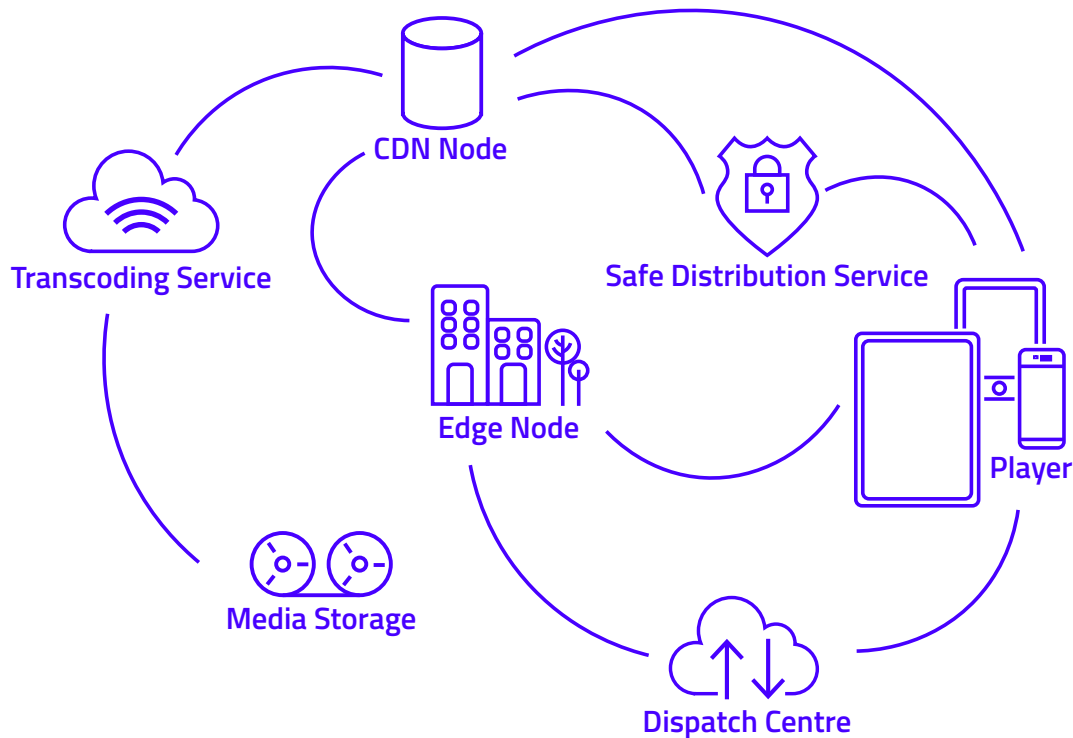 CDN Node
Transcoding Service
Safe Distribution Service
Edge Node
Player
Media Storage
Dispatch Centre